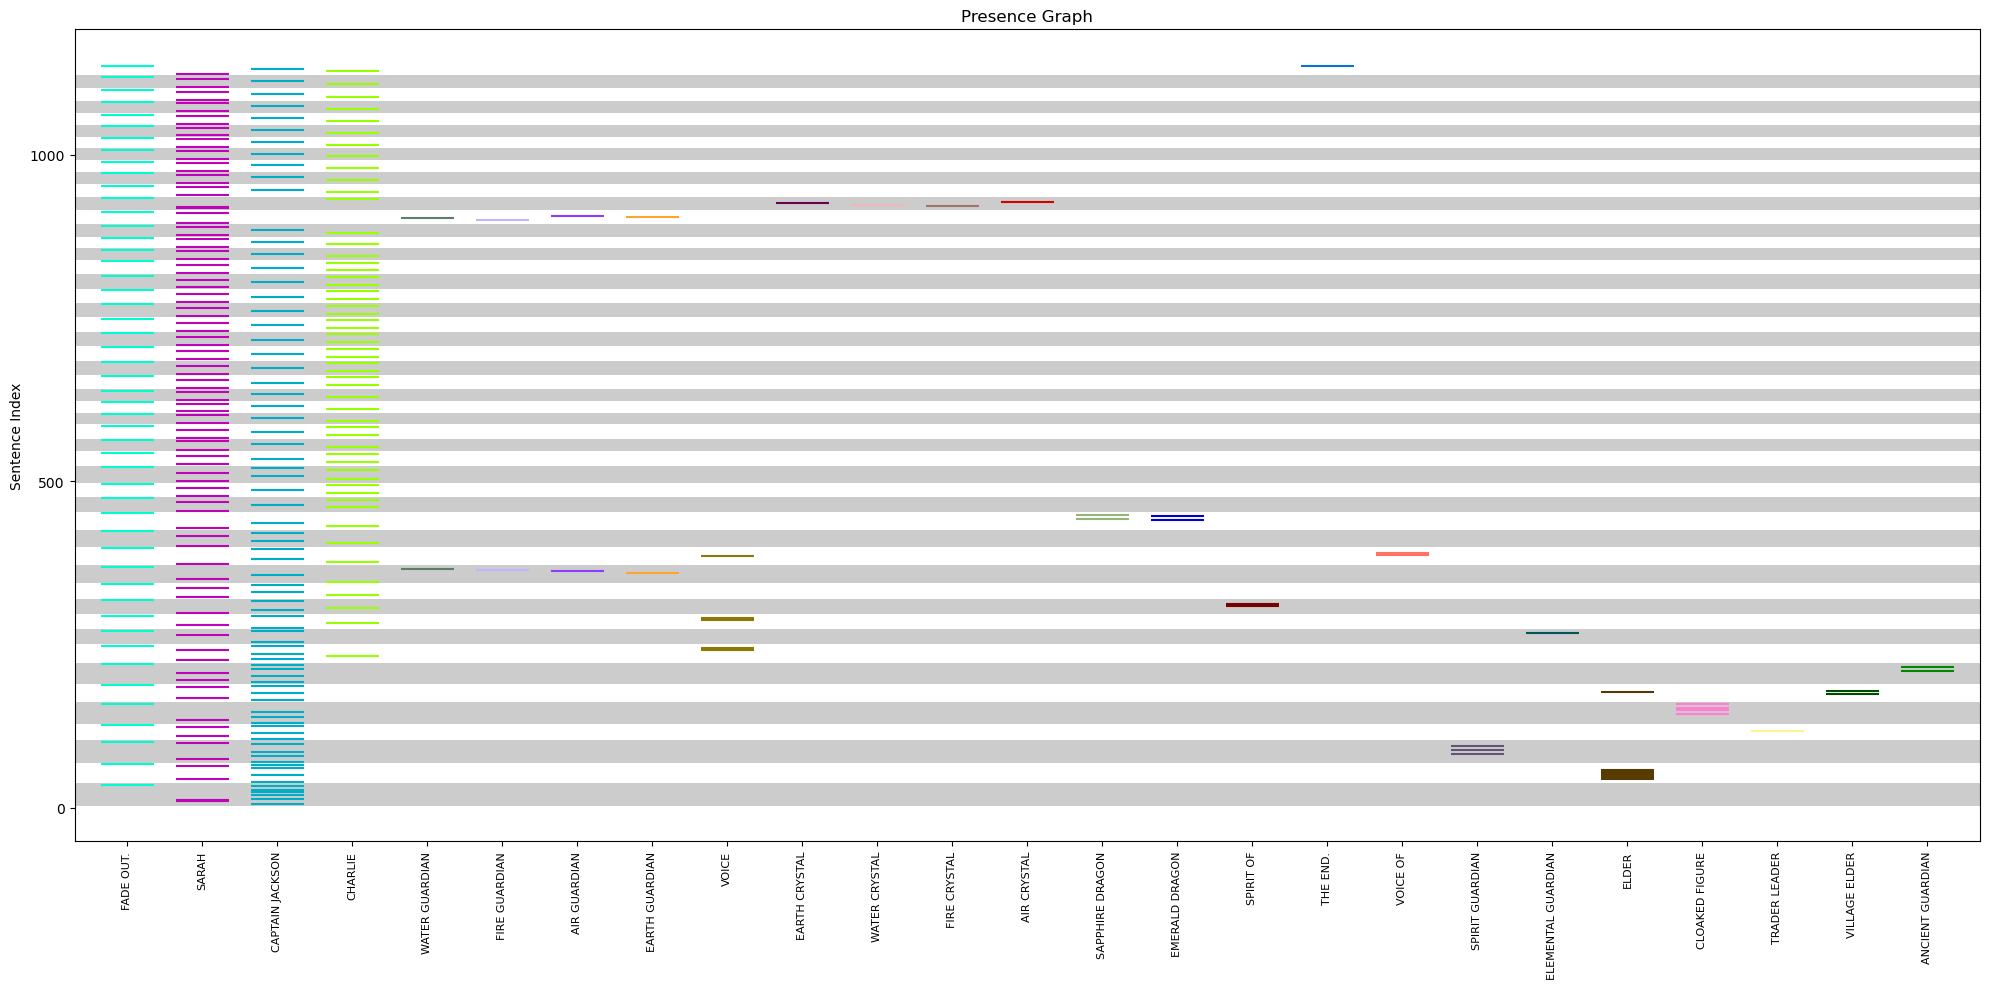 Presence Graph
Sentence Index
1000
500
0
FADE OUT.
SARAH
CAPTAIN JACKSON
CHARLIE
WATER GUARDIAN
FIRE GUARDIAN
AIR GUARDIAN
EARTH GUARDIAN
VOICE
EARTH CRYSTAL
WATER CRYSTAL
FIRE CRYSTAL
AIR CRYSTAL
SAPPHIRE DRAGON
EMERALD DRAGON
SPIRIT OF
THE END.
VOICE OF
SPIRIT GUARDIAN
ELEMENTAL GUARDIAN
ELDER
CLOAKED FIGURE
TRADER LEADER
VILLAGE ELDER
ANCIENT GUARDIAN